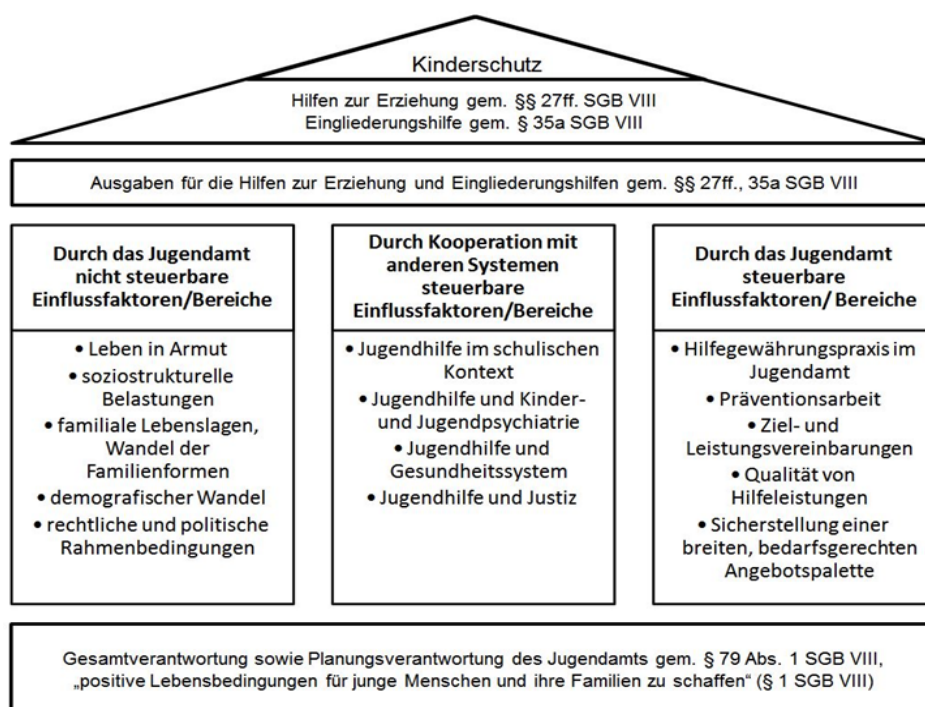 Kinderschutz
Hilfen zur Erziehung gem. §§ 27ff. SGB VIII
Eingliederungshilfe gem. § 35a SGB VIII
Ausgaben für die Hilfen zur Erziehung und Eingliederungshilfen gem. §§ 27ff., 35a SGB VIII
Durch das Jugendamt
nicht steuerbare
Einflussfaktoren/Bereiche
• Leben in Armut
• soziostrukturelle
Belastungen
• familiale Lebenslagen,
Wandel der
Familienformen
• demografischer Wandel
• rechtliche und politische
Rahmenbedingungen
Durch Kooperation mit
anderen Systemen
steuerbare
Einflussfaktoren/Bereiche
• Jugendhilfe im schulischen
Kontext
• Jugendhilfe und Kinder-
und Jugendpsychiatrie
• Jugendhilfe und
Gesundheitssystem
• Jugendhilfe und Justiz
Durch das Jugendamt
steuerbare
Einflussfaktoren/ Bereiche
• Hilfegewährungspraxis im
Jugendamt
• Präventionsarbeit
• Ziel- und
Leistungsvereinbarungen
• Qualität von
Hilfeleistungen
• Sicherstellung einer
breiten, bedarfsgerechten
Angebotspalette
Gesamtverantwortung sowie Planungsverantwortung des Jugendamts gem. § 79 Abs. 1 SGB VIII,
„positive Lebensbedingungen für junge Menschen und ihre Familien zu schaffen“ (§ 1 SGB VIII)